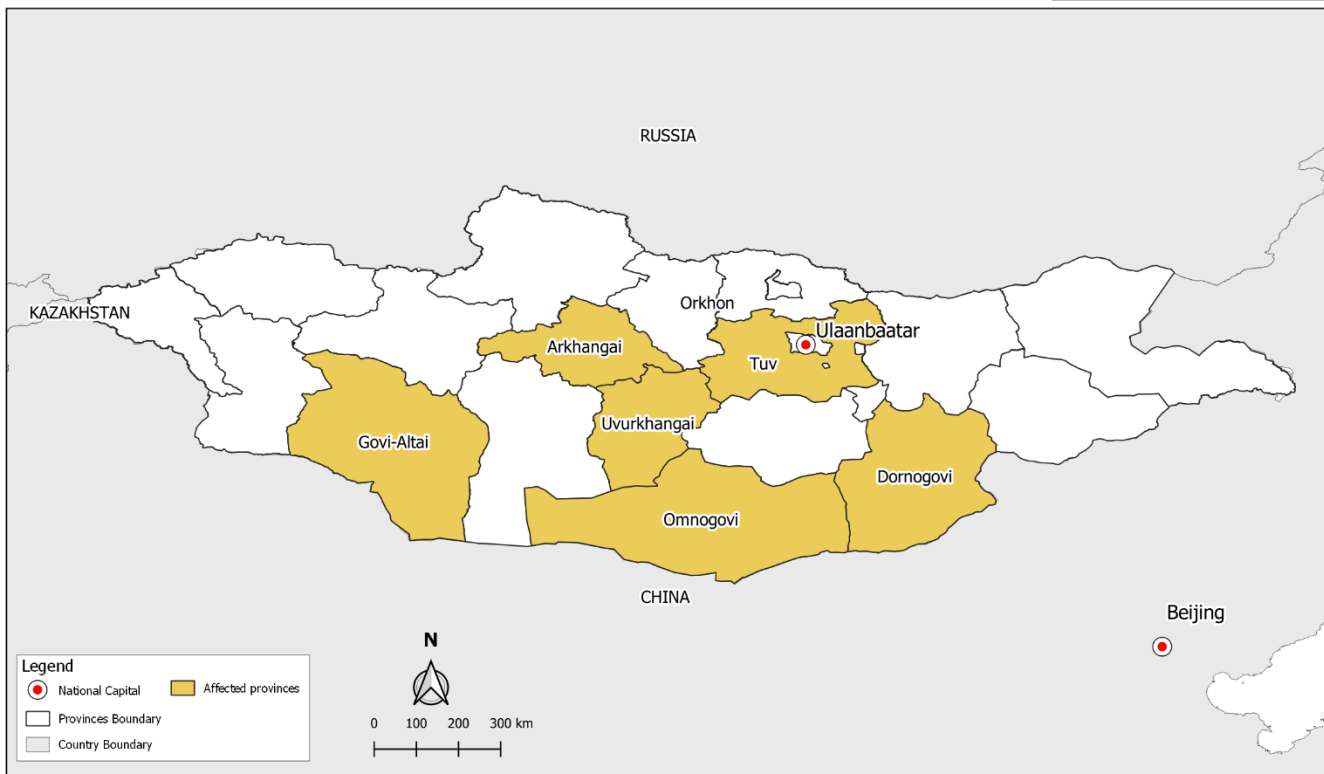 RUSSIA
KAZAKHSTAN
Orkhon
Ulaanbaatar
Arkhangai
Tuv
Uvurkhangai
Govi-Altai
Dornogovi
Omnogovi
CHINA
Beijing
N
0 100 200 300 km
Legend
National Capital
Affected provinces
Provinces Boundary
Country Boundary